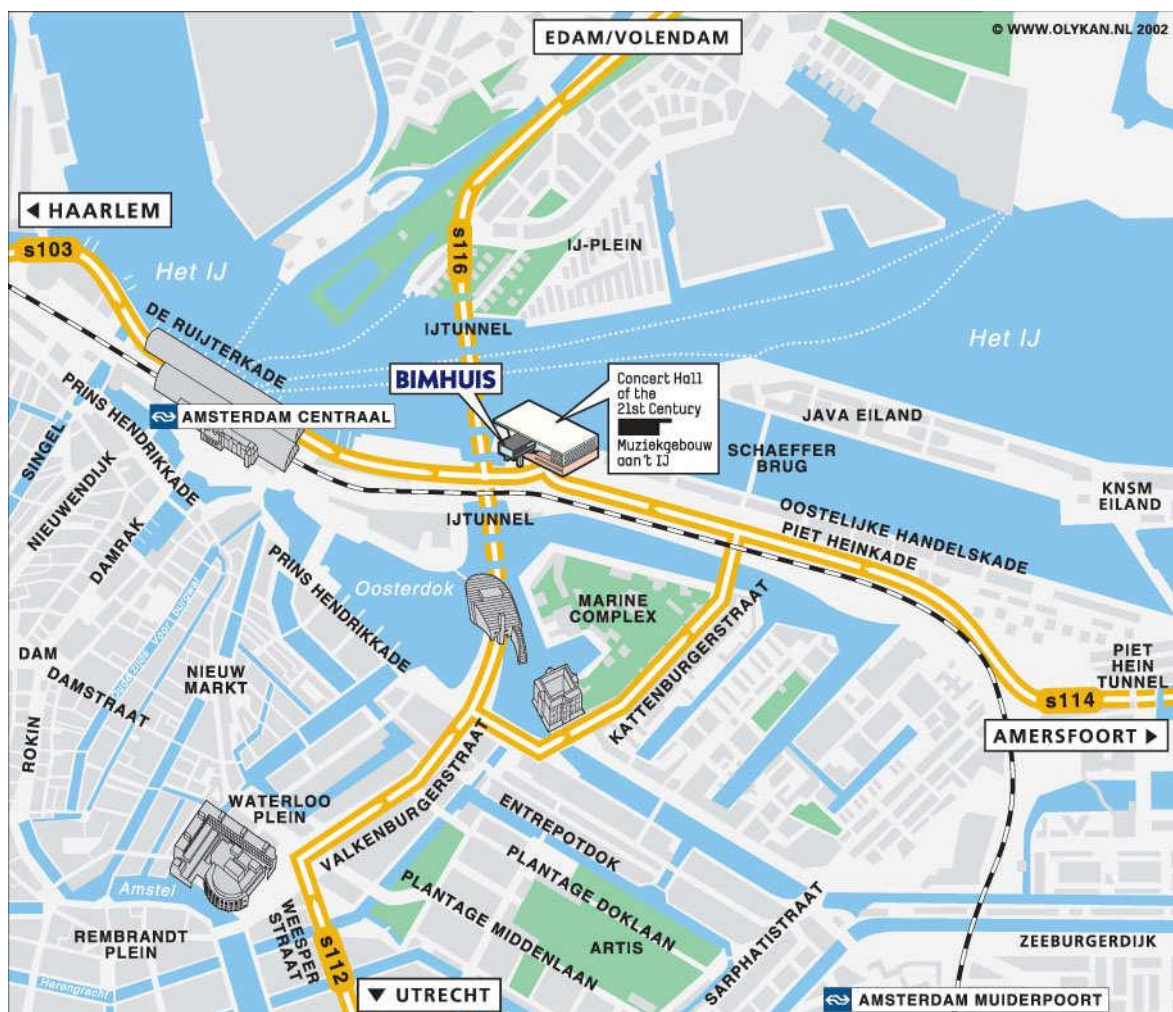 EDAM/VOLENDAM
© WWW.OLYKAN.NL 2002
◄ HAARLEM
s103
Het IJ
s116
IJ-PLEIN
DE RUIJTERKADE
IJTUNNEL
Het IJ
BIMHUIS
Concert Hall
of the
21st Century
Muziekgebouw
aan't IJ
PRINS HENDRIKKADE
AMSTERDAM CENTRAAL
JAVA EILAND
SCHAEFFER
BRUG
SINGEL
NIEUWENDIJK
DAMRAK
KNSM
EILAND
IJTUNNEL
OOSTELIJKE HANDELSKADE
PIET HEINKADE
PRINS HENDRIKKADE
Oosterdok
MARINE
COMPLEX
KATTENBURGERSTRAAT
DAM
DAMSTRAAT
NIEUW
MARKT
PIET
HEIN
TUNNEL
s114
ROKIN
AMERSFOORT ►
VALKENBURGERSTRAAT
WATERLOO
PLEIN
ENTREPOTDOK
PLANTAGE DOKLAAN
PLANTAGE MIDDENLAAN
ARTIS
SARPHATISTRAAT
Amstel
WEESPER
STRAAT
REMBRANDT
PLEIN
s112
ZEEBURGERDIJK
Herengracht
▼ UTRECHT
AMSTERDAM MUIDERPOORT